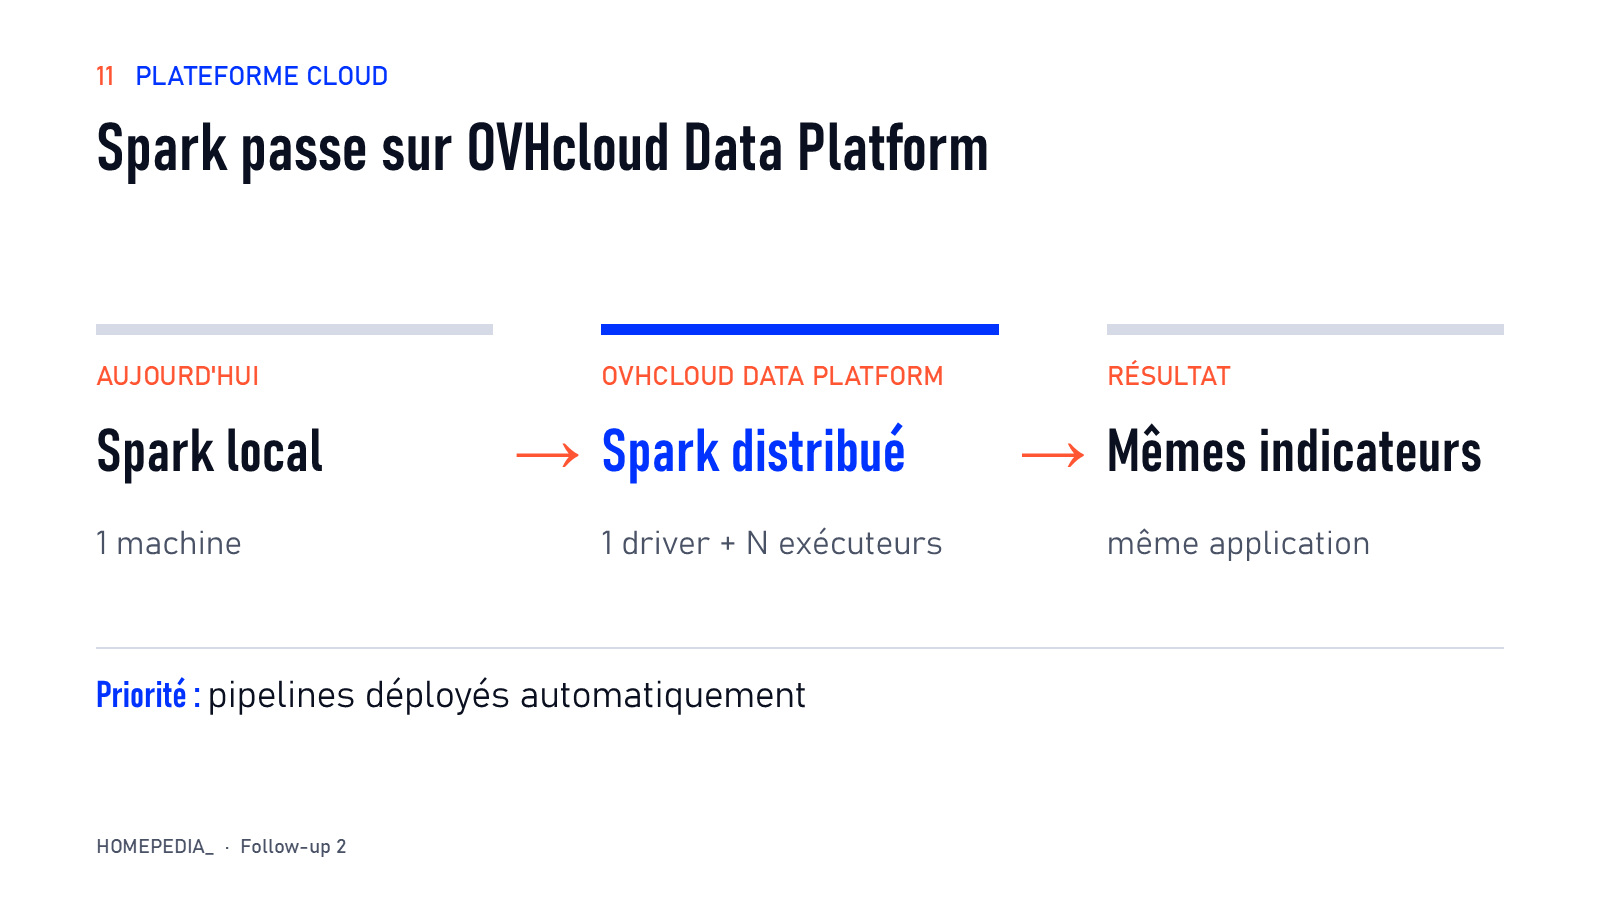 11 PLATEFORME CLOUD
Spark passe sur OVHcloud Data Platform
AUJOURD'HUI
Spark local
1 machine
→
OVHCLOUD DATA PLATFORM
Spark distribué
1 driver + N exécuteurs
→
RÉSULTAT
Mêmes indicateurs
même application
Priorité : pipelines déployés automatiquement
HOMEPEDIA_ · Follow-up 2